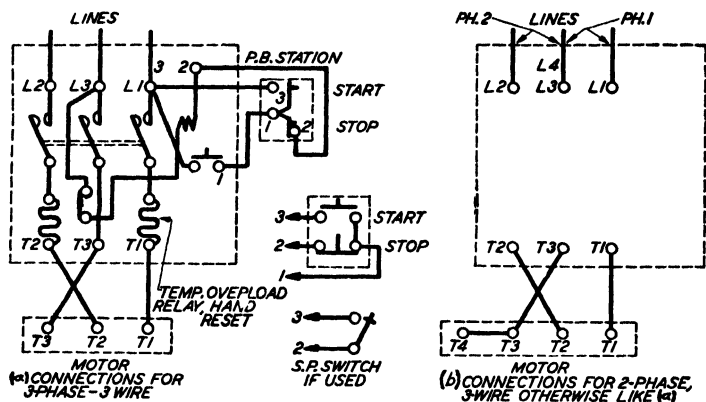 LINES
L2 L3 L1 3 2 P.B. STATION
START
3
1
STOP
2
1
T2 T3 T1
TEMP. OVEPLOAD
RELAY, HAND
RESET
T3 T2 T1
MOTOR
(a) CONNECTIONS FOR
3-PHASE-3 WIRE
3 START
2 STOP
1
3
2
S.P. SWITCH
IF USED
PH.2 LINES PH.1
L4
L2 L3 L1
T2 T3 T1
T4 T3 T2 T1
MOTOR
(b) CONNECTIONS FOR 2-PHASE,
3-WIRE OTHERWISE LIKE (a)